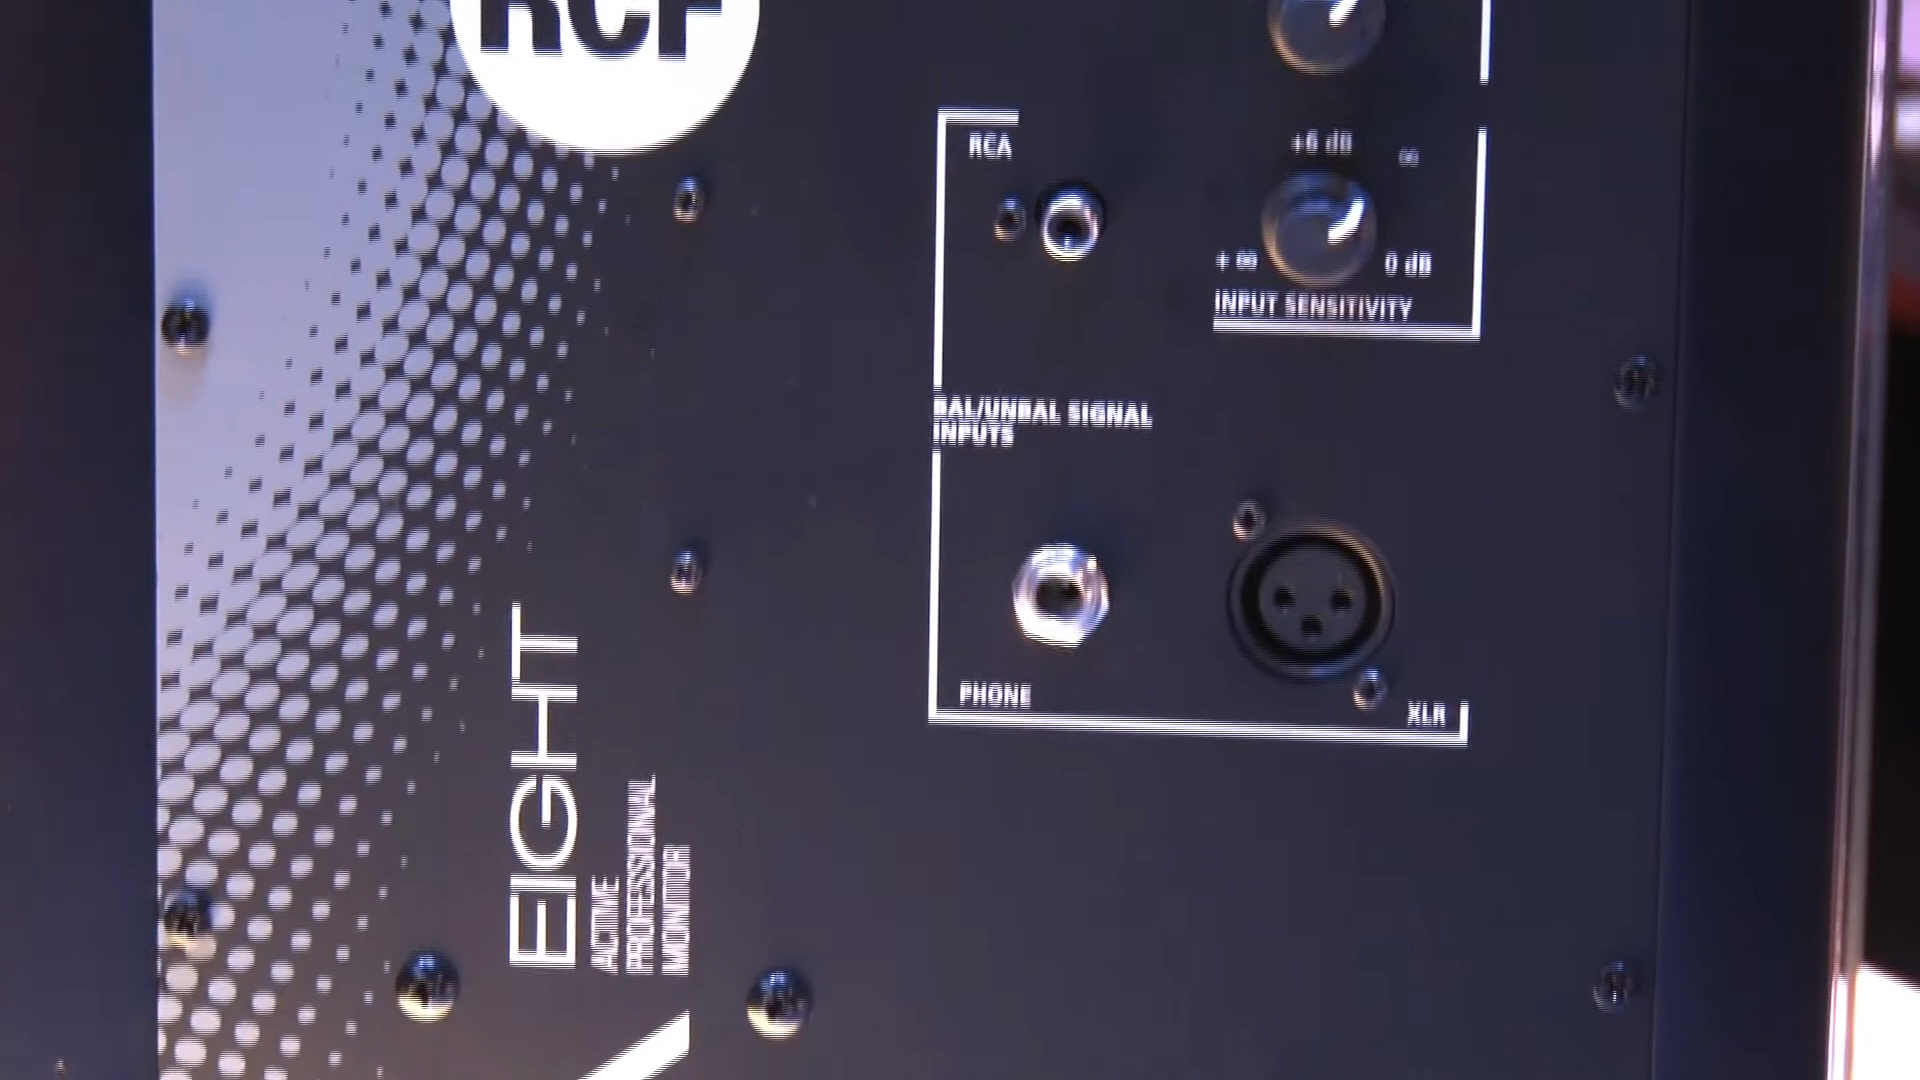 RCF
RCA
+6 dB
∞
+ ∞
0 dB
INPUT SENSITIVITY
BAL/UNBAL SIGNAL
INPUTS
PHONE
XLR
EIGHT
ACTIVE
PROFESSIONAL
MONITOR